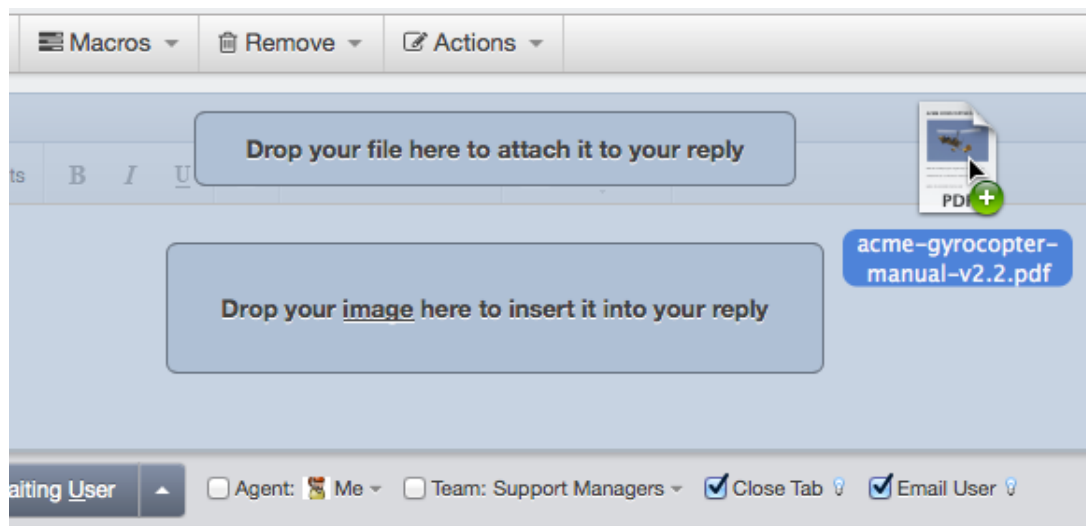 Macros Remove Actions
Drop your file here to attach it to your reply
ts B I U
PDF
acme-gyrocopter-
manual-v2.2.pdf
Drop your image here to insert it into your reply
aiting User Agent: Me Team: Support Managers Close Tab Email User